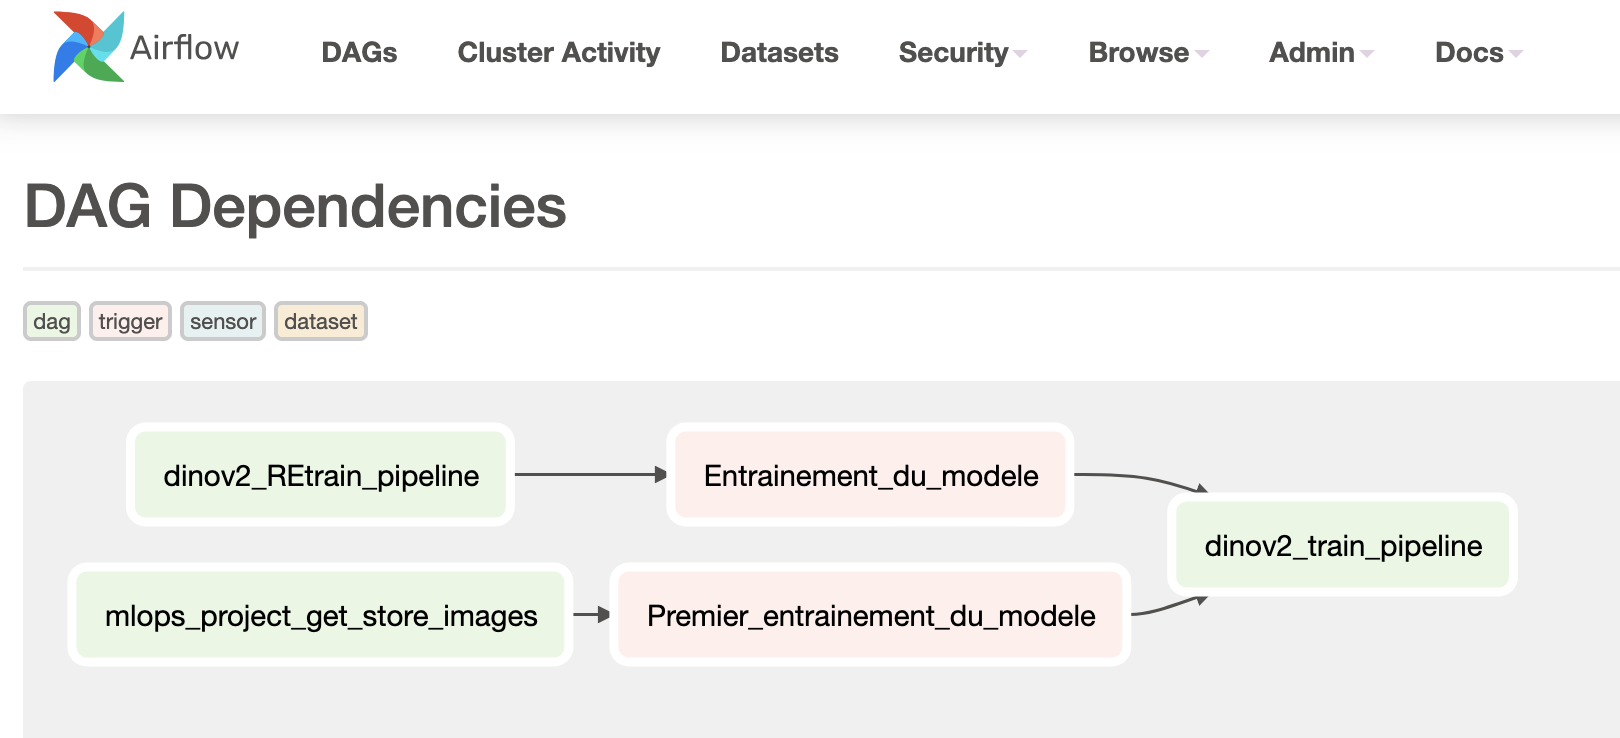 Airflow DAGs Cluster Activity Datasets Security Browse Admin Docs
DAG Dependencies
dag trigger sensor dataset
dinov2_REtrain_pipeline Entrainement_du_modele
dinov2_train_pipeline
mlops_project_get_store_images Premier_entrainement_du_modele